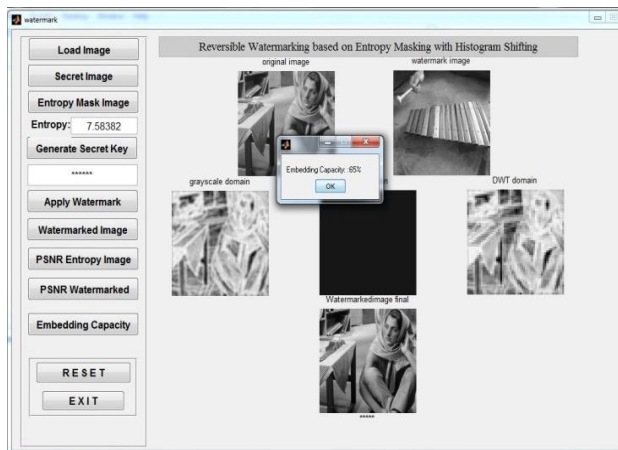 watermark
Load Image
Secret Image
Entropy Mask Image
Entropy: 7.58382
Generate Secret Key
******
Apply Watermark
Watermarked Image
PSNR Entropy Image
PSNR Watermarked
Embedding Capacity
R E S E T
E X I T
Reversible Watermarking based on Entropy Masking with Histogram Shifting
original image
watermark image
Embedding Capacity: :65%
OK
grayscale domain
DWT domain
Watermarkedimage final
*****